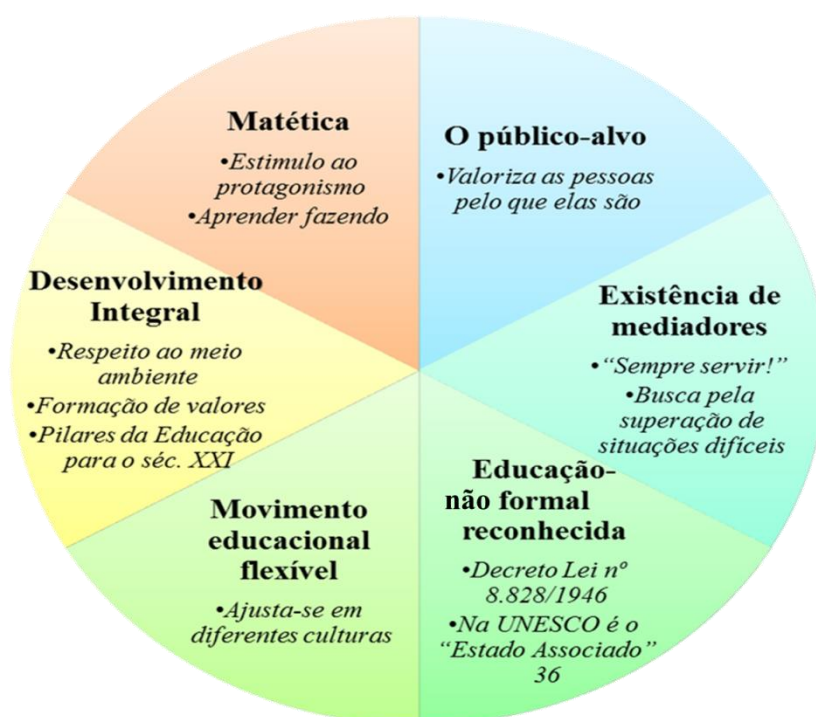 Matética
•Estimulo ao
protagonismo
•Aprender fazendo
O público-alvo
•Valoriza as pessoas
pelo que elas são
Desenvolvimento
Integral
•Respeito ao meio
ambiente
•Formação de valores
•Pilares da Educação
para o séc. XXI
Existência de
mediadores
•“Sempre servir!”
•Busca pela
superação de
situações difíceis
Movimento
educacional
flexível
•Ajusta-se em
diferentes culturas
Educação-
não formal
reconhecida
•Decreto Lei nº
8.828/1946
•Na UNESCO é o
“Estado Associado”
36